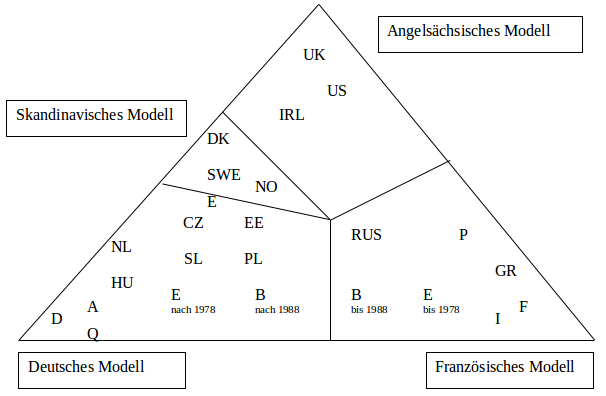 Angelsächsisches Modell
UK
US
IRL
Skandinavisches Modell
DK
SWE
NO
E
CZ
EE
NL
SL
PL
HU
E
nach 1978
B
nach 1988
A
D
Q
RUS
P
GR
B
bis 1988
E
bis 1978
F
I
Deutsches Modell
Französisches Modell